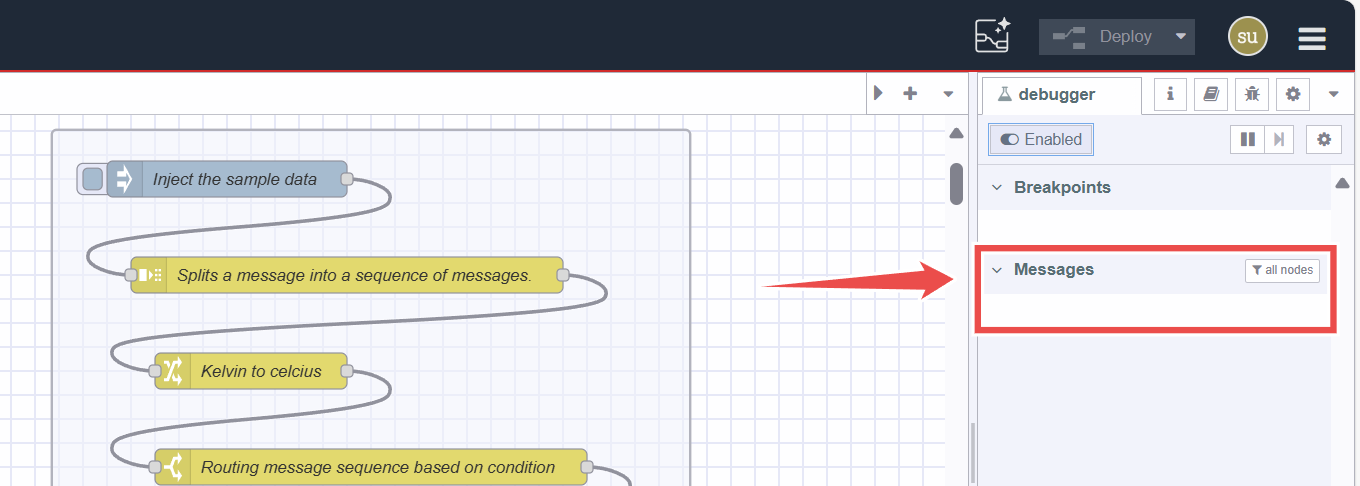 Deploy
su
debugger
Enabled
Breakpoints
Messages
all nodes
Inject the sample data
Splits a message into a sequence of messages.
Kelvin to celcius
Routing message sequence based on condition